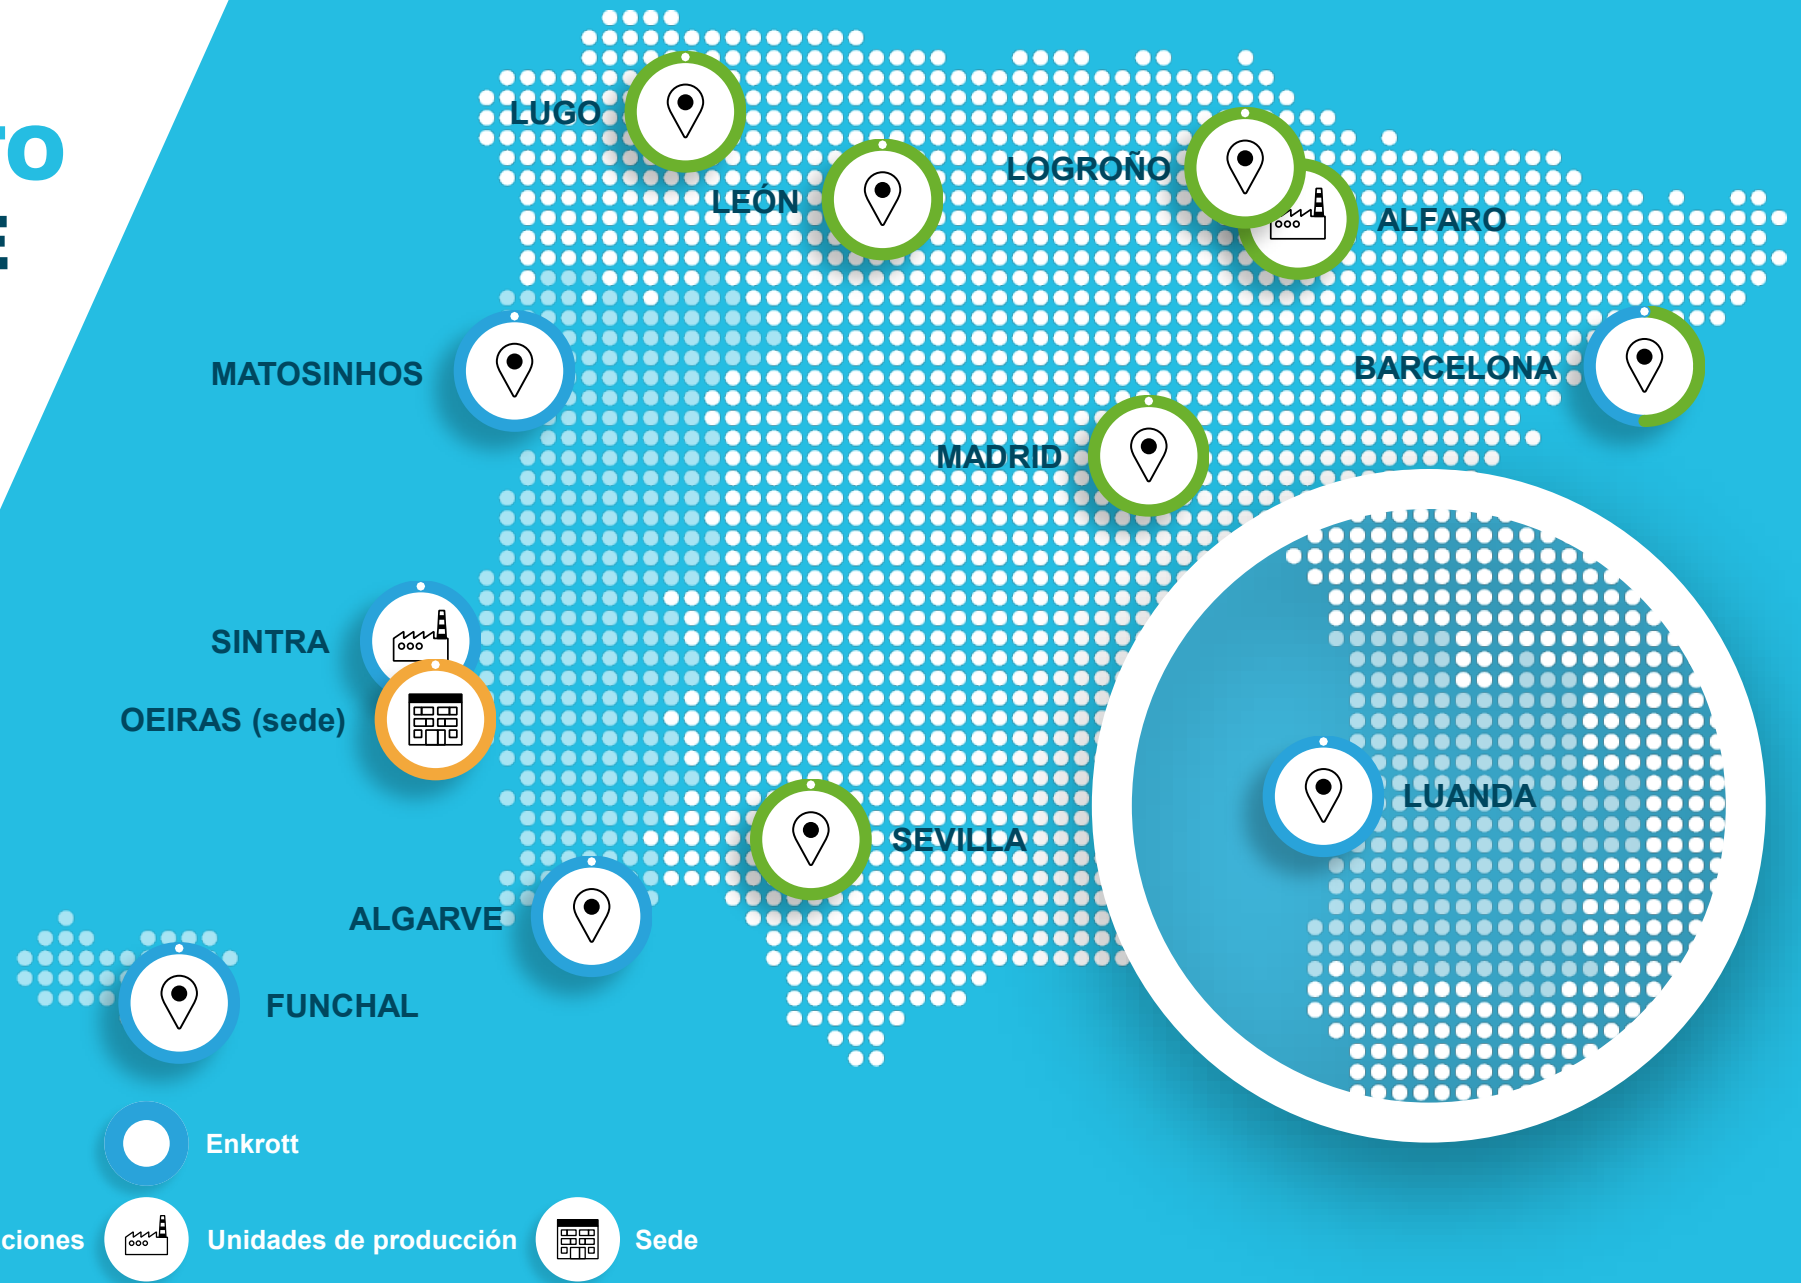 LUGO
LOGROÑO
LEÓN
ALFARO
MATOSINHOS
BARCELONA
MADRID
SINTRA
OEIRAS (sede)
LUANDA
SEVILLA
ALGARVE
FUNCHAL
Enkrott
Unidades de producción
Sede